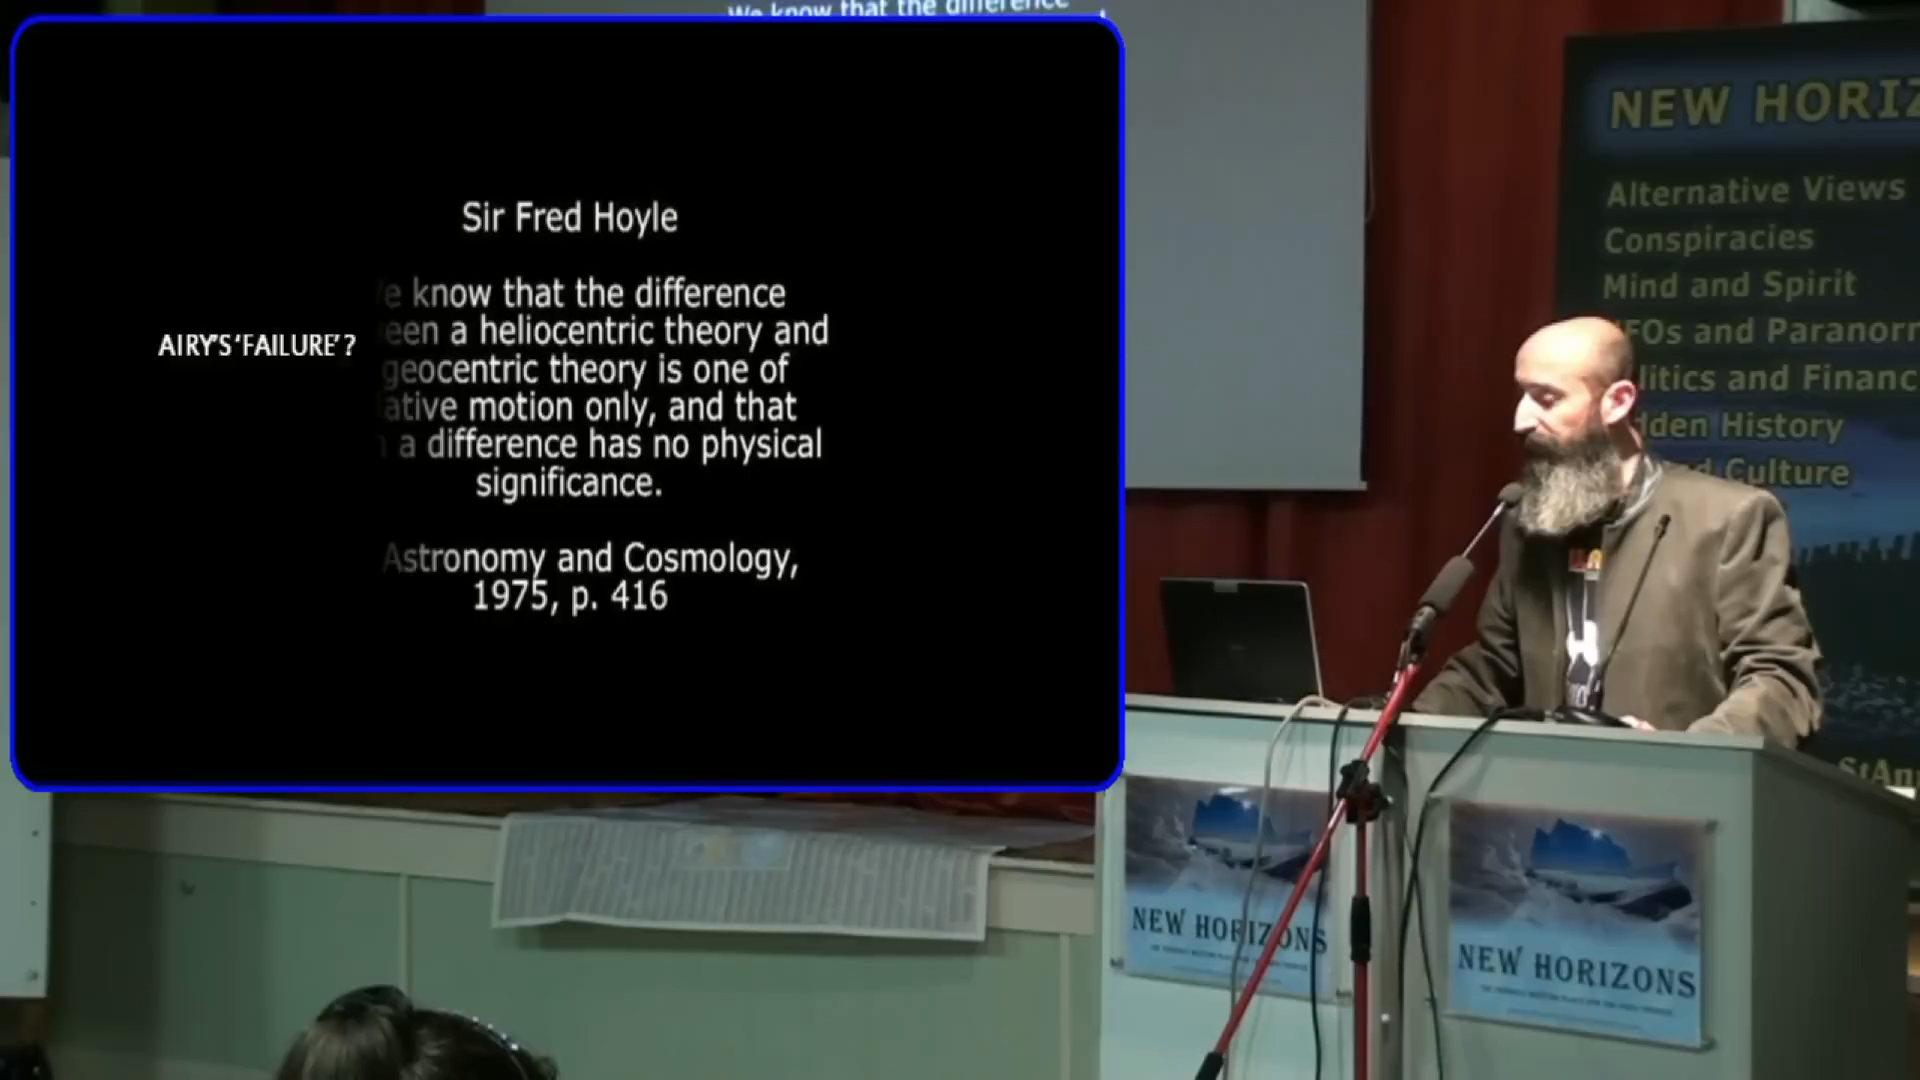 We know that the difference
Sir Fred Hoyle
e know that the difference
een a heliocentric theory and
AIRY'S 'FAILURE' ?
geocentric theory is one of
ative motion only, and that
a difference has no physical
significance.
Astronomy and Cosmology,
1975, p. 416
NEW HORIZ
Alternative Views
Conspiracies
Mind and Spirit
FOs and Paranorm
litics and Financ
dden History
d Culture
StAn
NEW HORIZONS
NEW HORIZONS